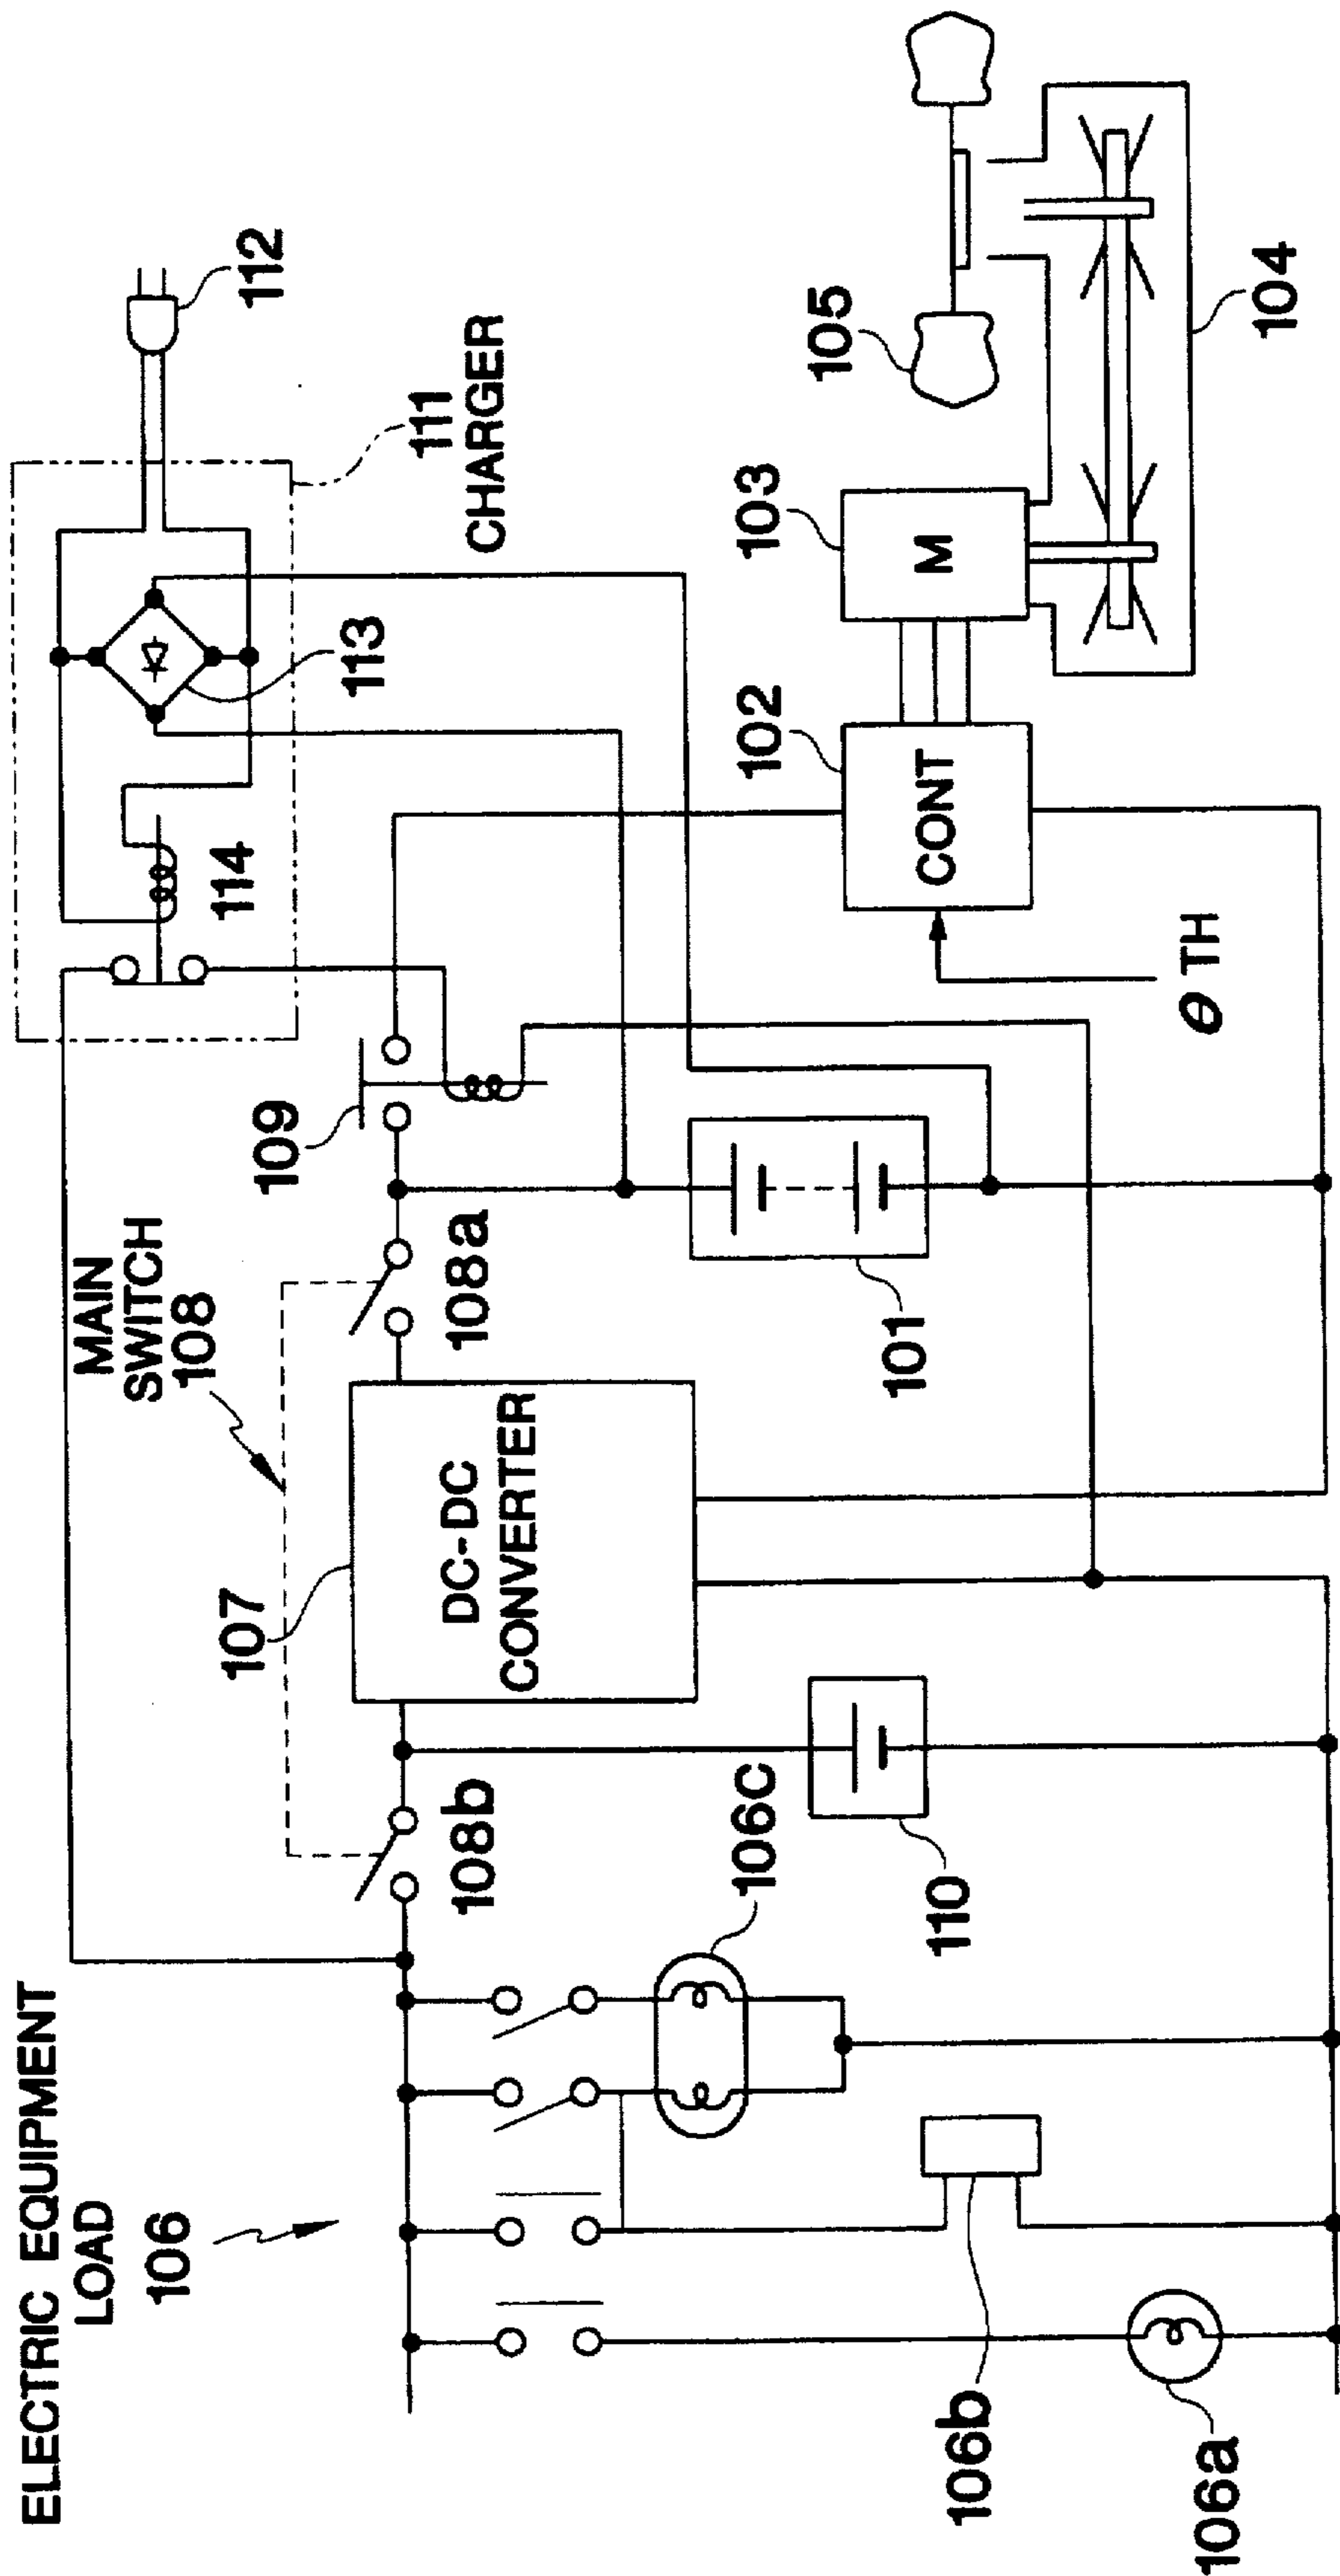 ELECTRIC EQUIPMENT
LOAD
106
MAIN
SWITCH
108
107
108b
108a
109
114
113
111
CHARGER
112
DC-DC
CONVERTER
106a
106b
106c
110
101
θ TH
CONT
102
M
103
105
104